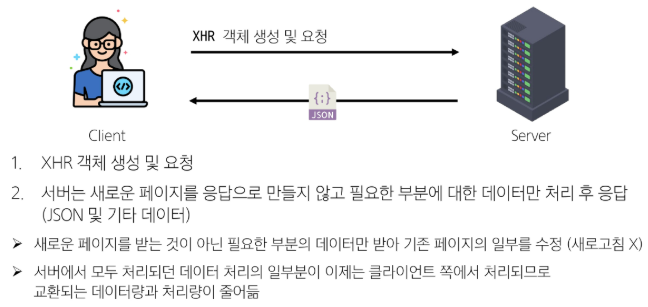 XHR 객체 생성 및 요청
{;}
JSON
Client
Server
1. XHR 객체 생성 및 요청
2. 서버는 새로운 페이지를 응답으로 만들지 않고 필요한 부분에 대한 데이터만 처리 후 응답
(JSON 및 기타 데이터)
➢ 새로운 페이지를 받는 것이 아닌 필요한 부분의 데이터만 받아 기존 페이지의 일부를 수정 (새로고침 X)
➢ 서버에서 모두 처리되던 데이터 처리의 일부분이 이제는 클라이언트 쪽에서 처리되므로
교환되는 데이터량과 처리량이 줄어듦